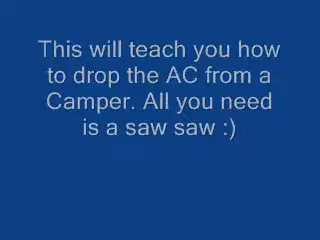 This will teach you how
to drop the AC from a
Camper. All you need
is a saw saw :)